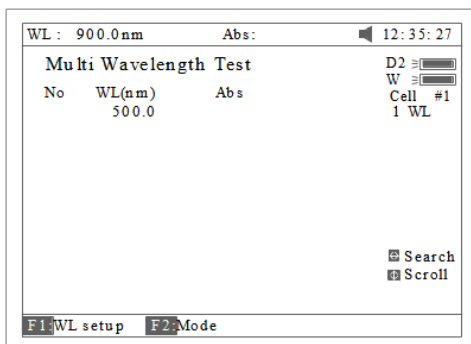 WL: 900.0nm Abs: 12:35:27
Multi Wavelength Test D2
W
No WL(nm) Abs Cell #1
500.0 1 WL
Search
Scroll
F1:WL setup F2:Mode